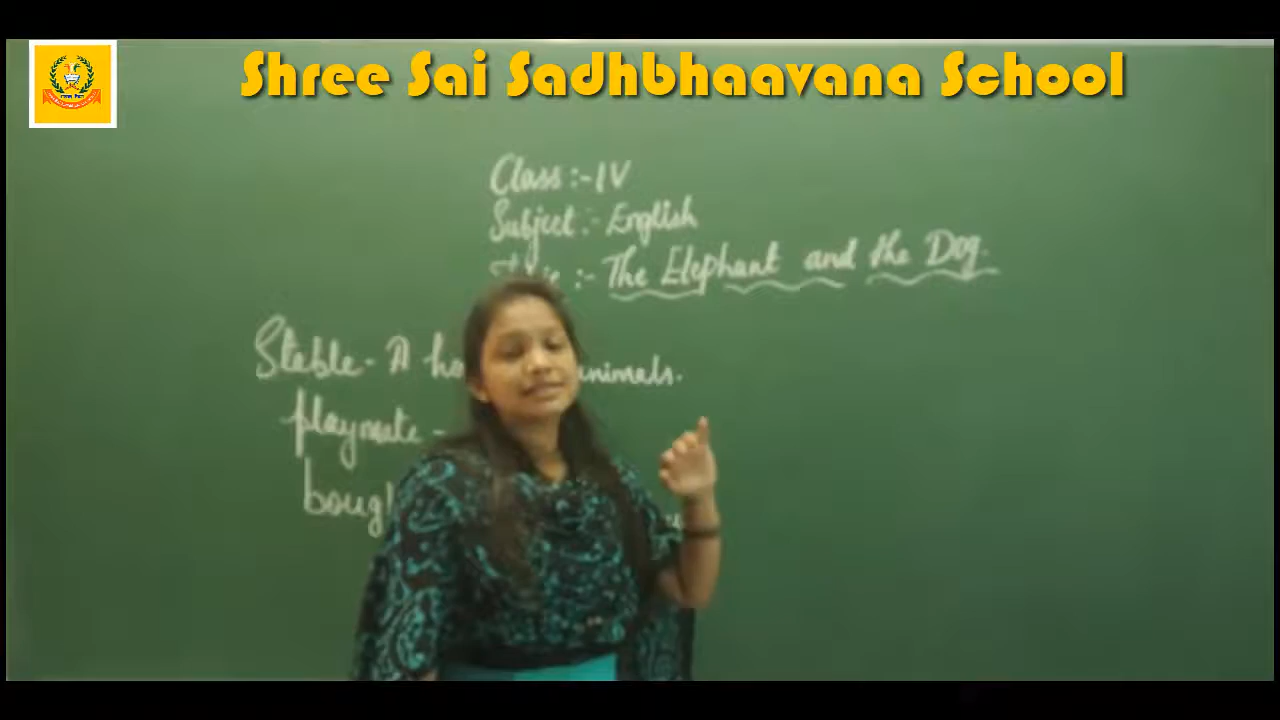 Shree Sai Sadhbhaavana School
Class :- IV
Subject :- English
:- The Elephant and the Dog.
Stable - A animals.
playmate -